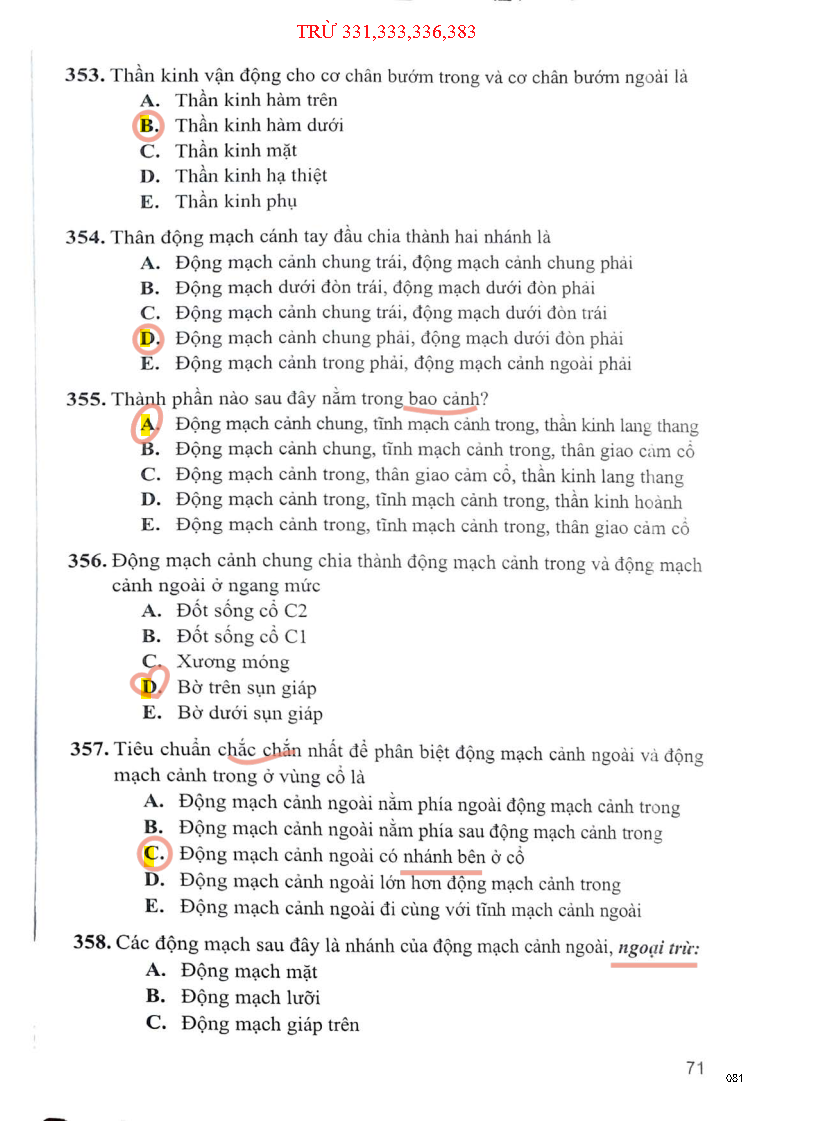 TRỪ 331,333,336,383
353. Thần kinh vận động cho cơ chân bướm trong và cơ chân bướm ngoài là
A. Thần kinh hàm trên
B. Thần kinh hàm dưới
C. Thần kinh mặt
D. Thần kinh hạ thiệt
E. Thần kinh phụ
354. Thân động mạch cánh tay đầu chia thành hai nhánh là
A. Động mạch cảnh chung trái, động mạch cảnh chung phải
B. Động mạch dưới đòn trái, động mạch dưới đòn phải
C. Động mạch cảnh chung trái, động mạch dưới đòn trái
D. Động mạch cảnh chung phải, động mạch dưới đòn phải
E. Động mạch cảnh trong phải, động mạch cảnh ngoài phải
355. Thành phần nào sau đây nằm trong bao cảnh?
A. Động mạch cảnh chung, tĩnh mạch cảnh trong, thần kinh lang thang
B. Động mạch cảnh chung, tĩnh mạch cảnh trong, thân giao cảm cổ
C. Động mạch cảnh trong, thân giao cảm cổ, thần kinh lang thang
D. Động mạch cảnh trong, tĩnh mạch cảnh trong, thần kinh hoành
E. Động mạch cảnh trong, tĩnh mạch cảnh trong, thân giao cảm cổ
356. Động mạch cảnh chung chia thành động mạch cảnh trong và động mạch
cảnh ngoài ở ngang mức
A. Đốt sống cổ C2
B. Đốt sống cổ C1
C. Xương móng
D. Bờ trên sụn giáp
E. Bờ dưới sụn giáp
357. Tiêu chuẩn chắc chắn nhất để phân biệt động mạch cảnh ngoài và động
mạch cảnh trong ở vùng cổ là
A. Động mạch cảnh ngoài nằm phía ngoài động mạch cảnh trong
B. Động mạch cảnh ngoài nằm phía sau động mạch cảnh trong
C. Động mạch cảnh ngoài có nhánh bên ở cổ
D. Động mạch cảnh ngoài lớn hơn động mạch cảnh trong
E. Động mạch cảnh ngoài đi cùng với tĩnh mạch cảnh ngoài
358. Các động mạch sau đây là nhánh của động mạch cảnh ngoài, ngoại trừ:
A. Động mạch mặt
B. Động mạch lưỡi
C. Động mạch giáp trên
71
081